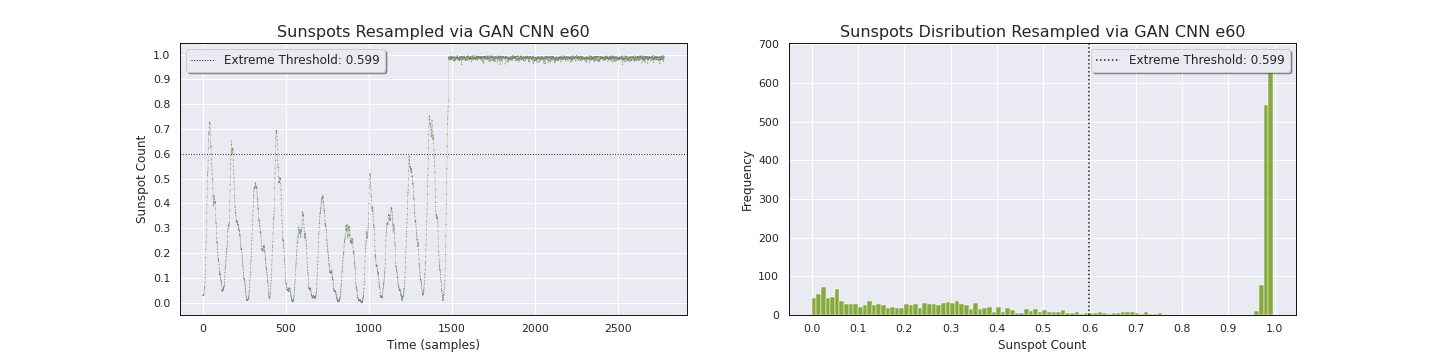 Sunspots Resampled via GAN CNN e60
Extreme Threshold: 0.599
1.0
0.9
0.8
0.7
0.6
0.5
0.4
0.3
0.2
0.1
0.0
Sunspot Count
0 500 1000 1500 2000 2500
Time (samples)
Sunspots Disribution Resampled via GAN CNN e60
Extreme Threshold: 0.599
700
600
500
400
300
200
100
0
Frequency
0.0 0.1 0.2 0.3 0.4 0.5 0.6 0.7 0.8 0.9 1.0
Sunspot Count